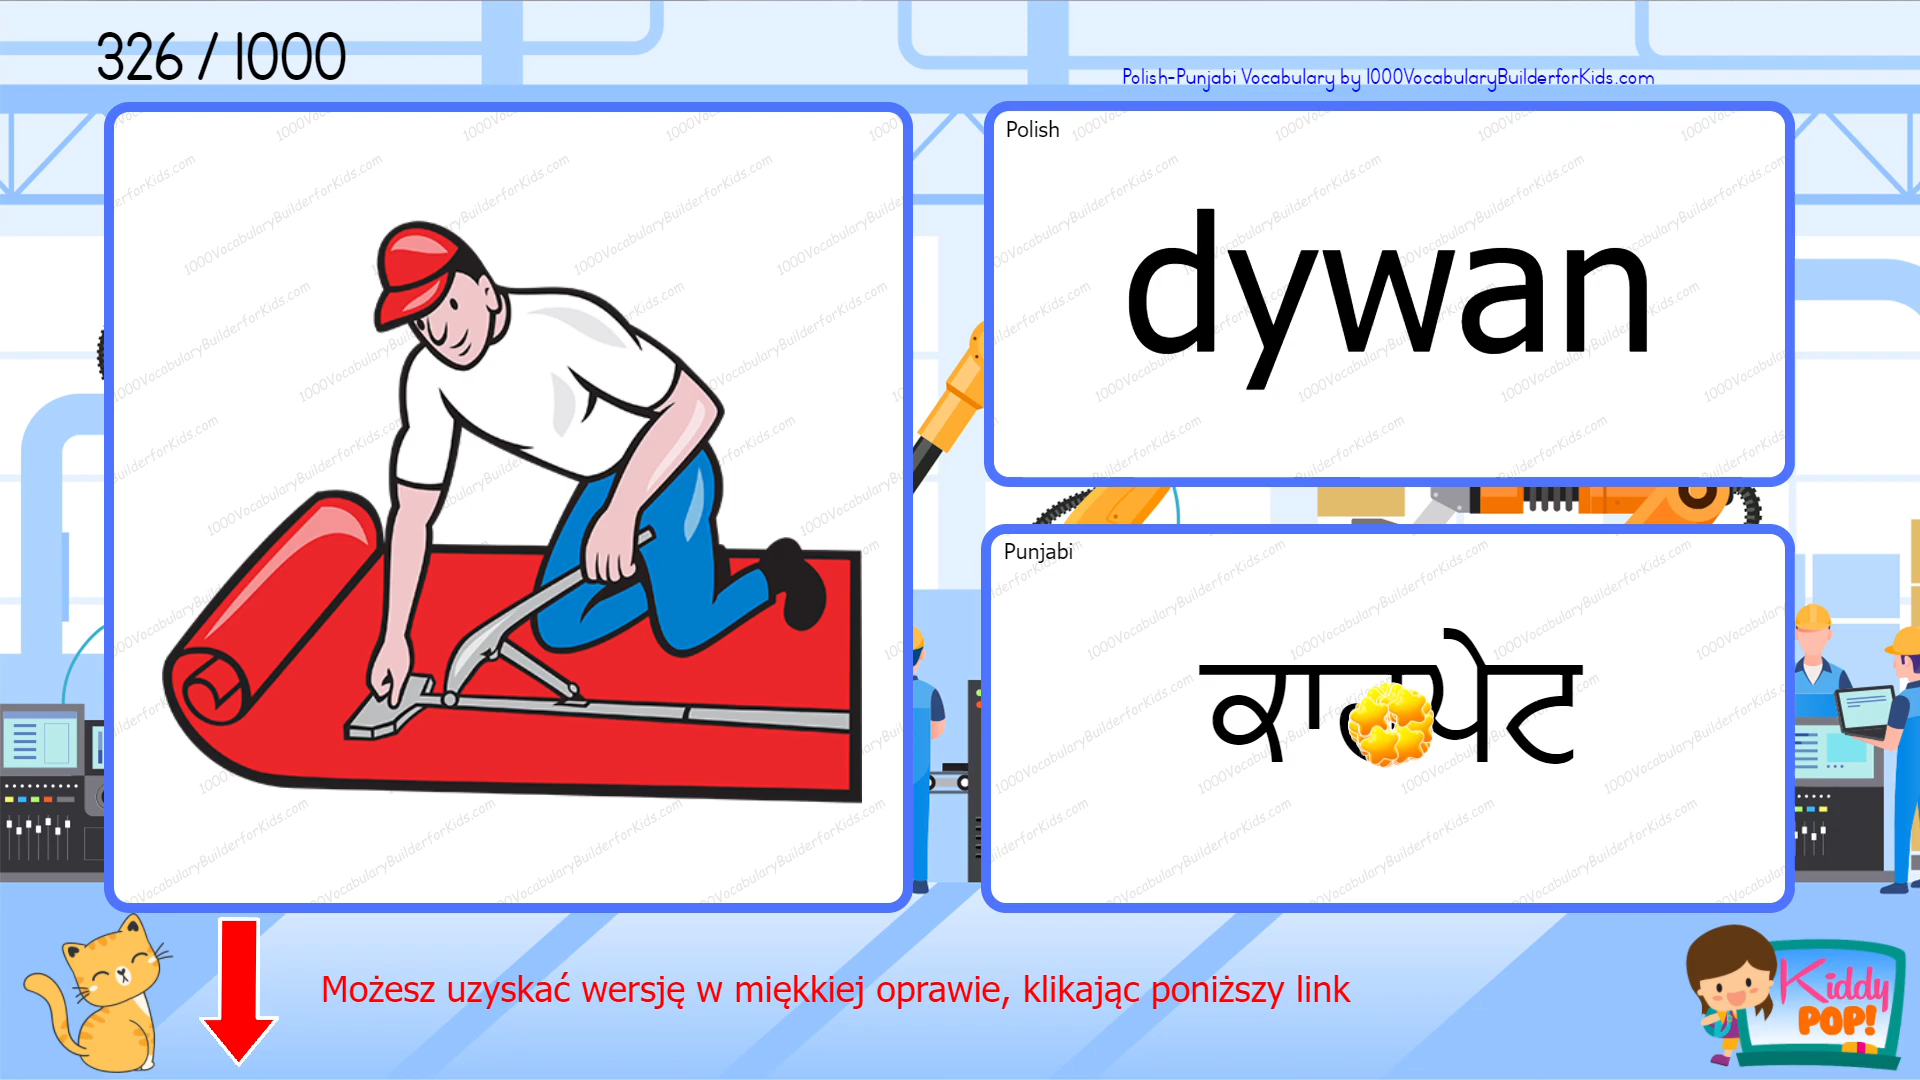 326 / 1000
Polish-Punjabi Vocabulary by 1000VocabularyBuilderforKids.com
Polish
dywan
Punjabi
Możesz uzyskać wersję w miękkiej oprawie, klikając poniższy link
Kiddy
POP!